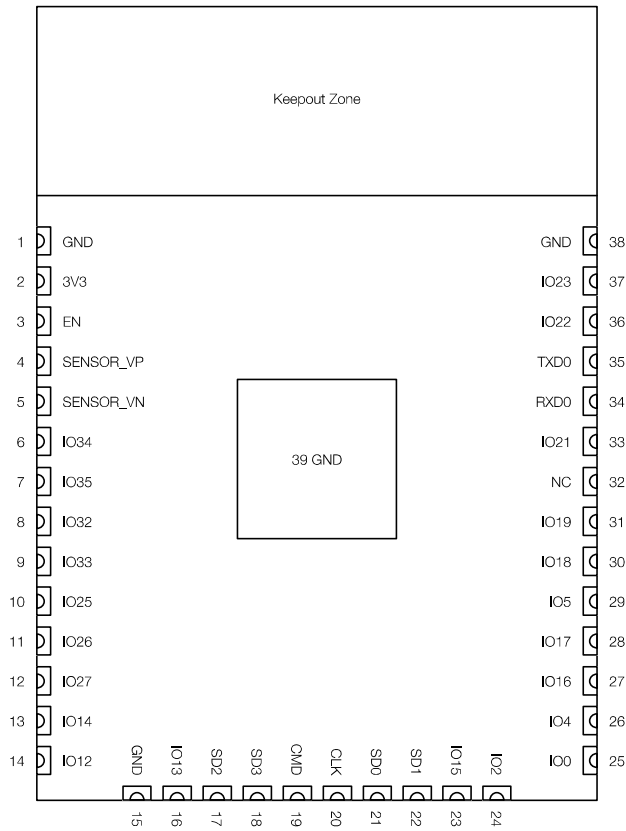 Keepout Zone
1 GND
2 3V3
3 EN
4 SENSOR_VP
5 SENSOR_VN
6 IO34
7 IO35
8 IO32
9 IO33
10 IO25
11 IO26
12 IO27
13 IO14
14 IO12
39 GND
GND 38
IO23 37
IO22 36
TXD0 35
RXD0 34
IO21 33
NC 32
IO19 31
IO18 30
IO5 29
IO17 28
IO16 27
IO4 26
IO0 25
GND 15
IO13 16
SD2 17
SD3 18
CMD 19
CLK 20
SD0 21
SD1 22
IO15 23
IO2 24